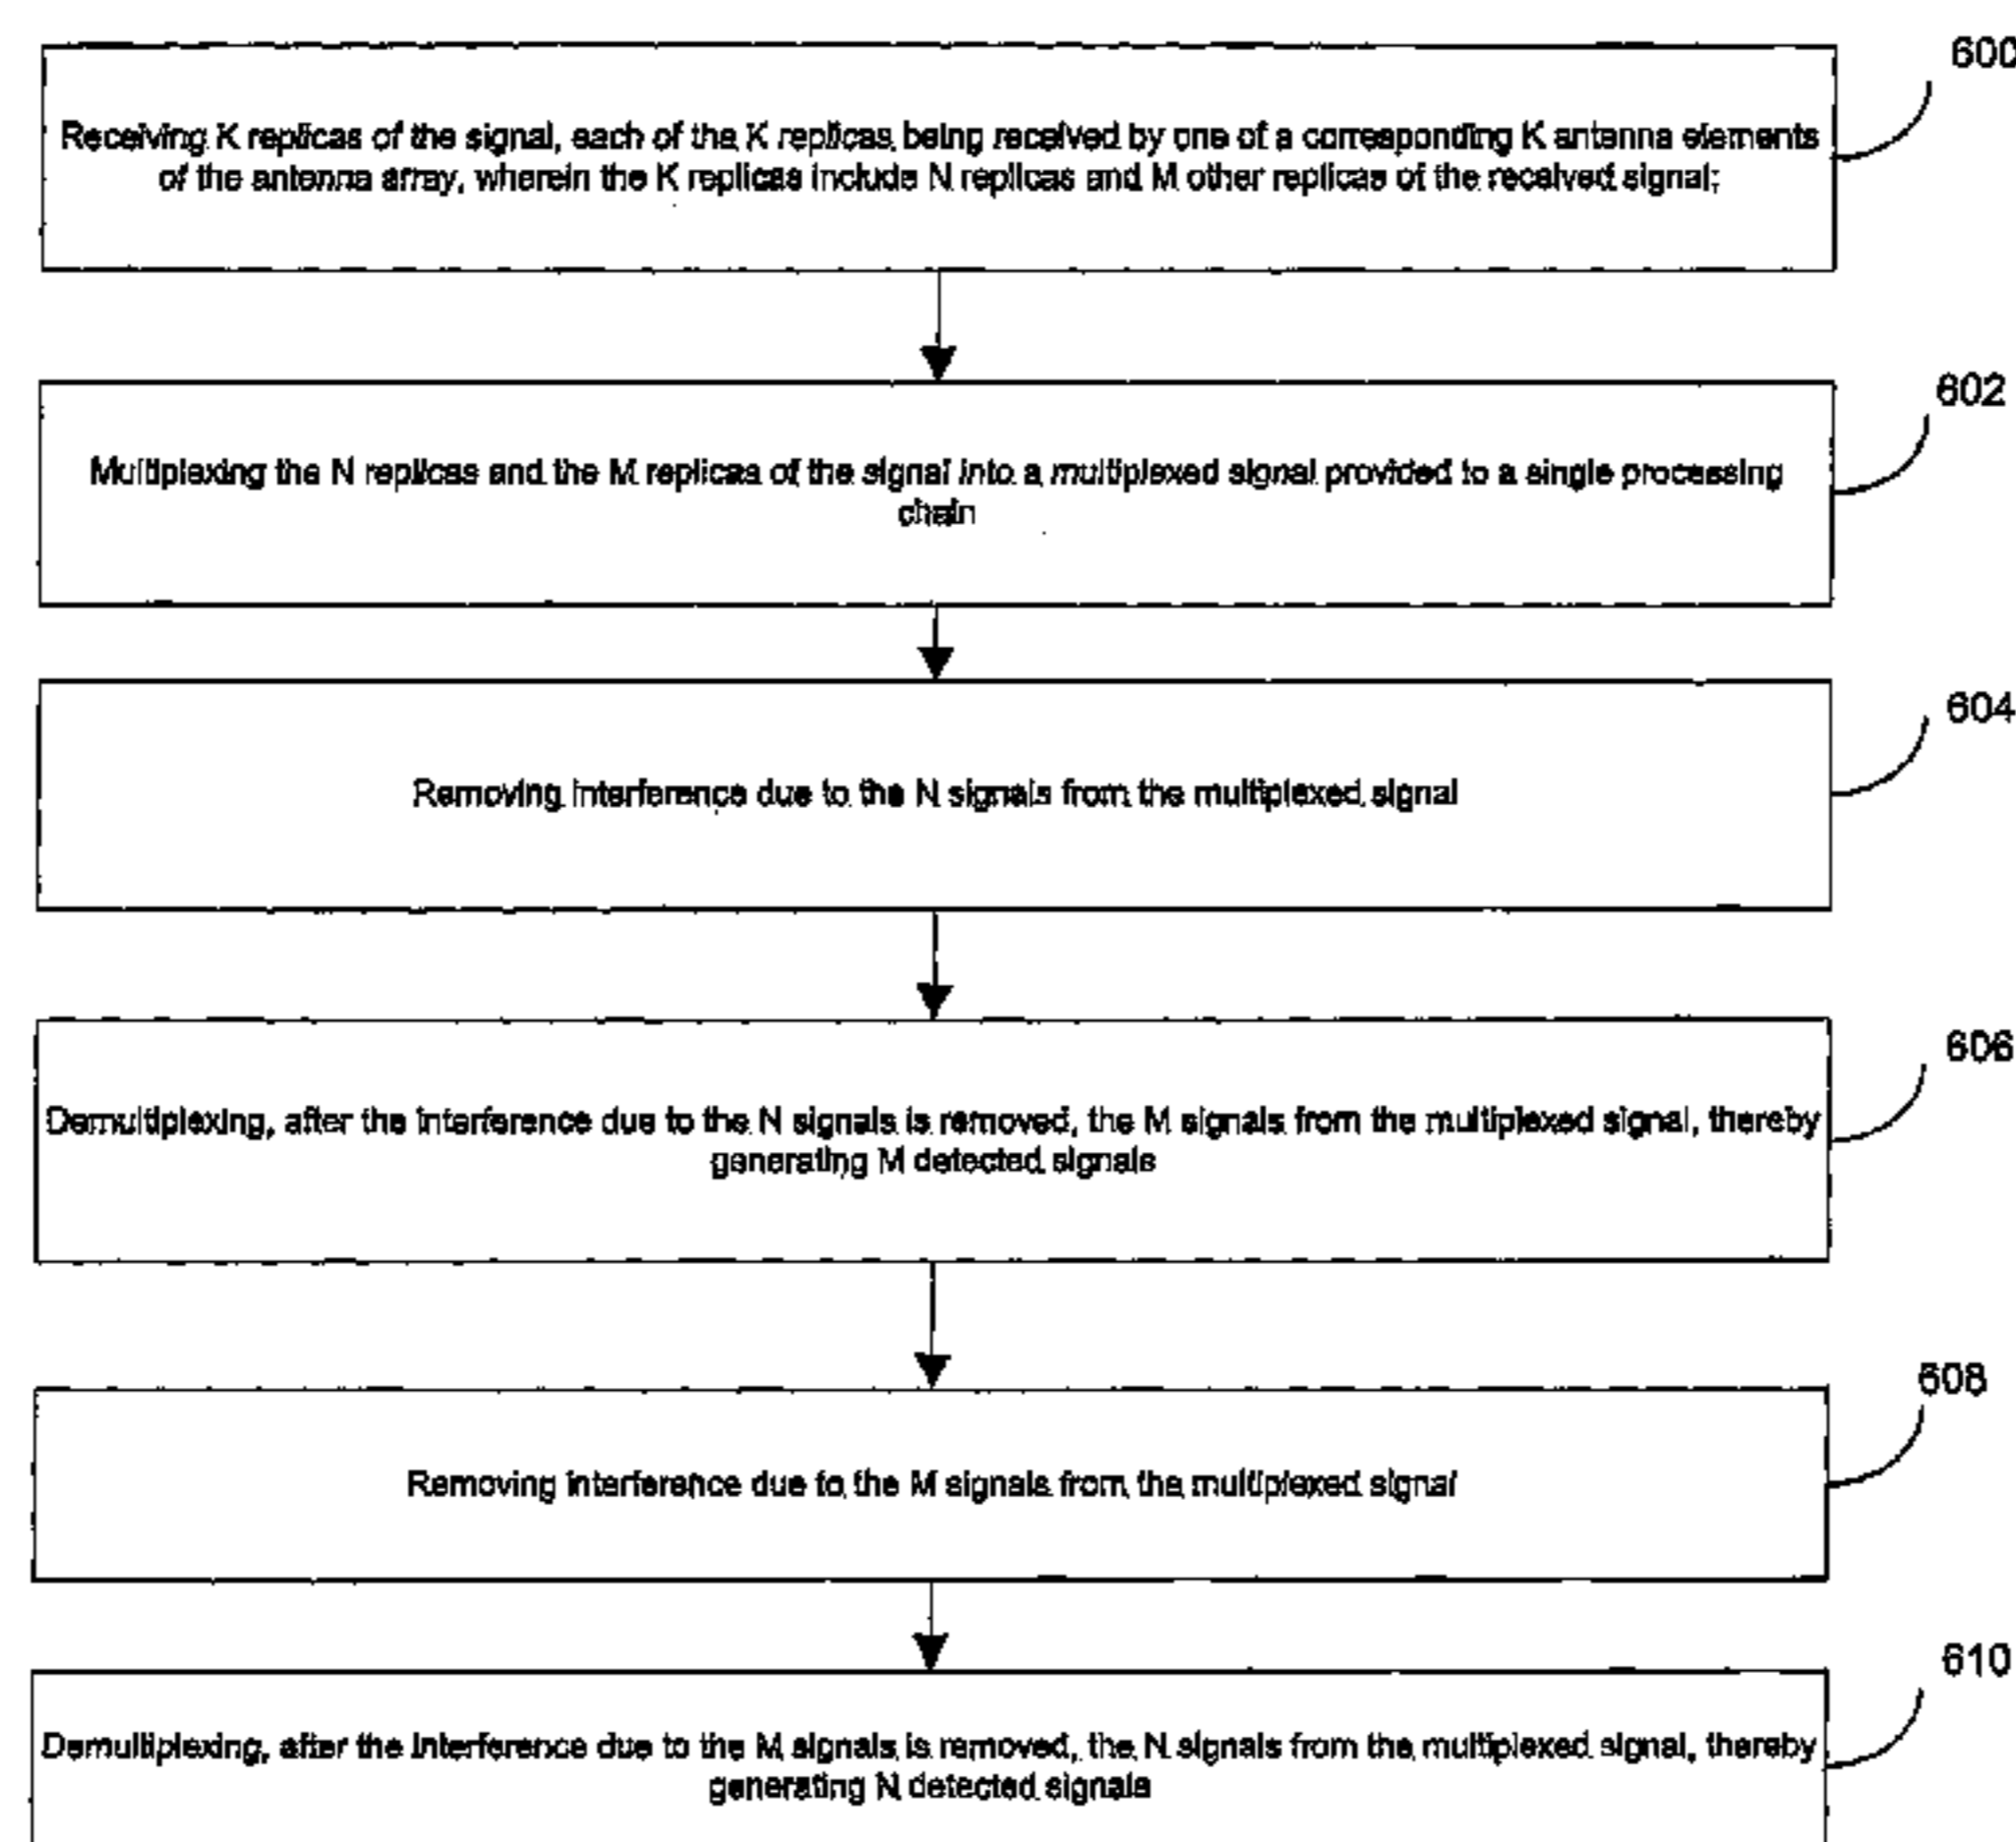 600
Receiving K replicas of the signal, each of the K replicas being received by one of a corresponding K antenna elements
of the antenna array, wherein the K replicas include N replicas and M other replicas of the received signal;
602
Multiplexing the N replicas and the M replicas of the signal into a multiplexed signal provided to a single processing
chain
604
Removing interference due to the N signals from the multiplexed signal
606
Demultiplexing, after the interference due to the N signals is removed, the M signals from the multiplexed signal, thereby
generating M detected signals
608
Removing interference due to the M signals from the multiplexed signal
610
Demultiplexing, after the interference due to the M signals is removed, the N signals from the multiplexed signal, thereby
generating N detected signals